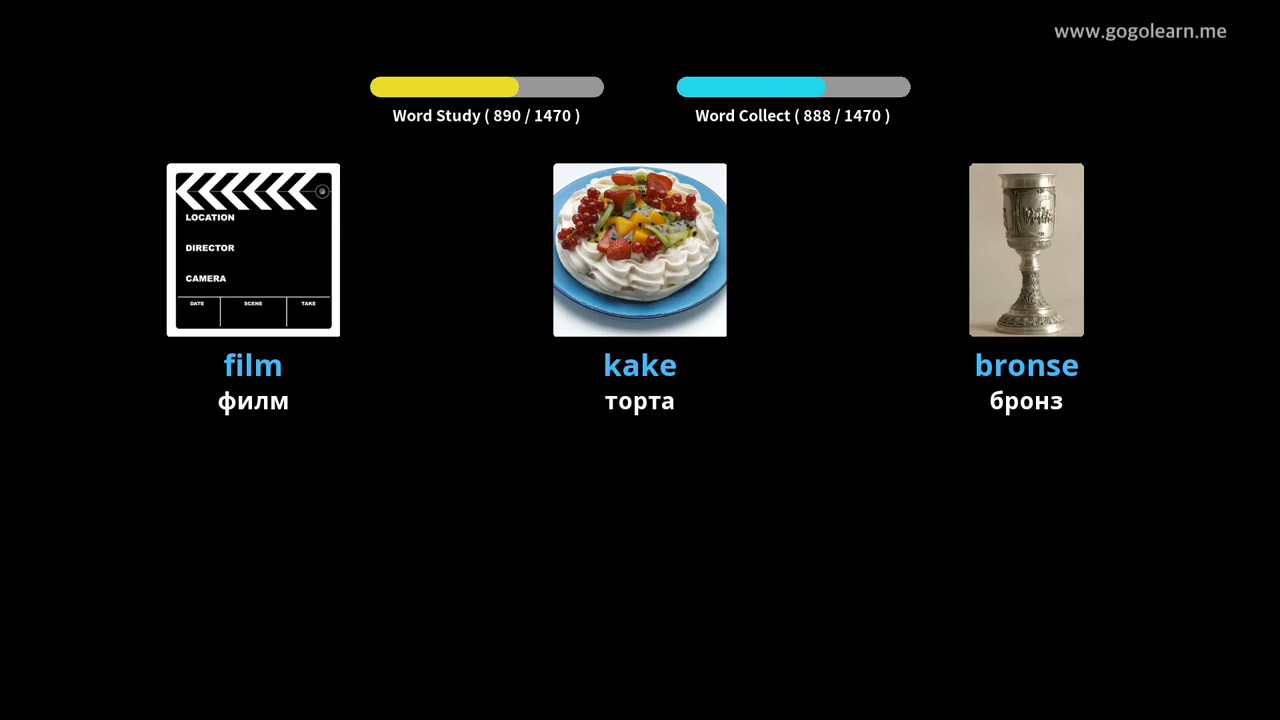 www.gogolearn.me
Word Study ( 890 / 1470 )
Word Collect ( 888 / 1470 )
LOCATION
DIRECTOR
CAMERA
DATE SCENE TAKE
film
филм
kake
торта
bronse
бронз